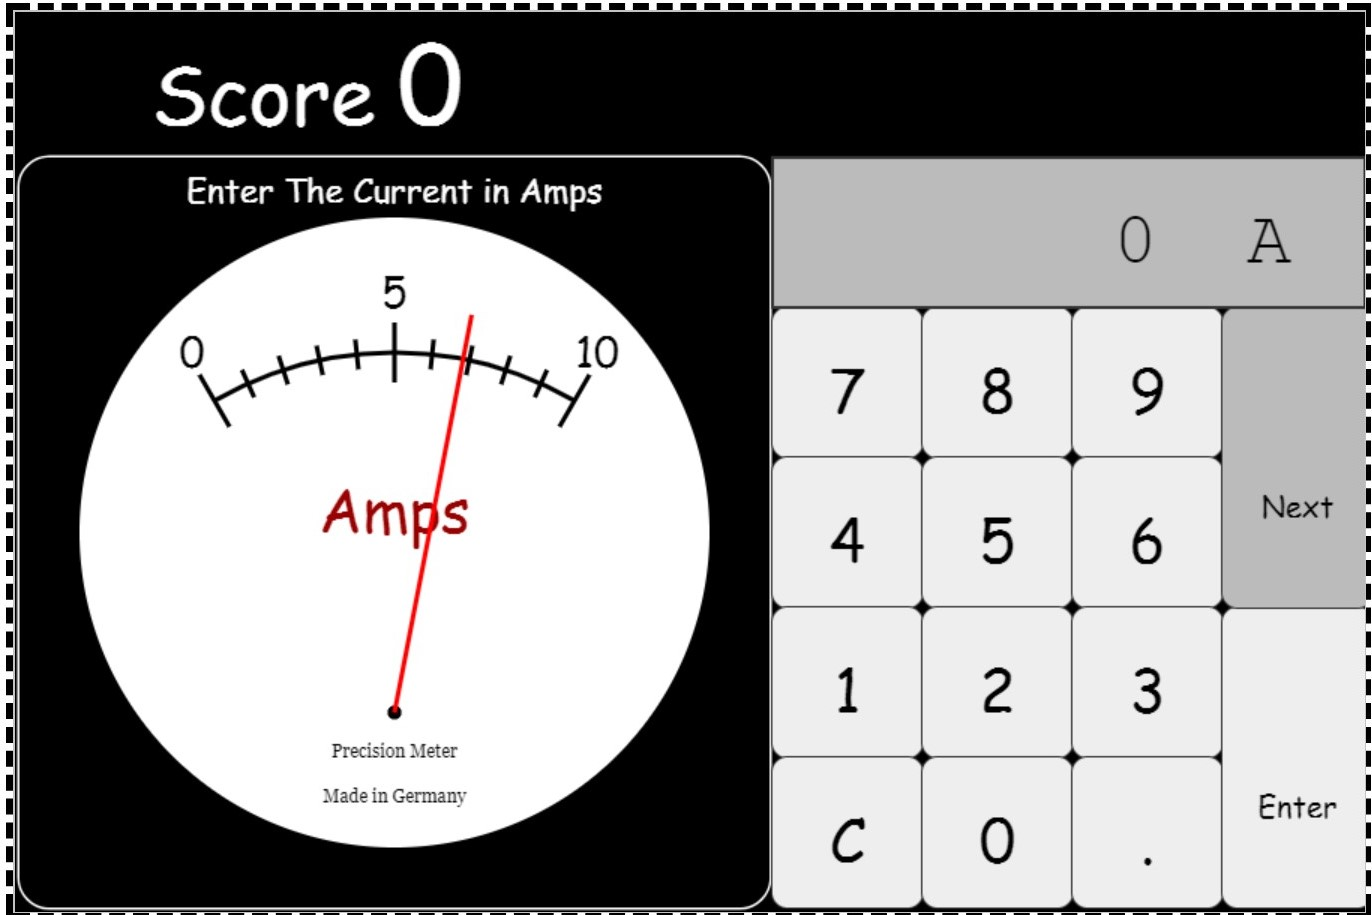 Score 0
Enter The Current in Amps
0 A
5
0
10
Amps
Precision Meter
Made in Germany
7 8 9
Next
4 5 6
1 2 3
Enter
C 0 .